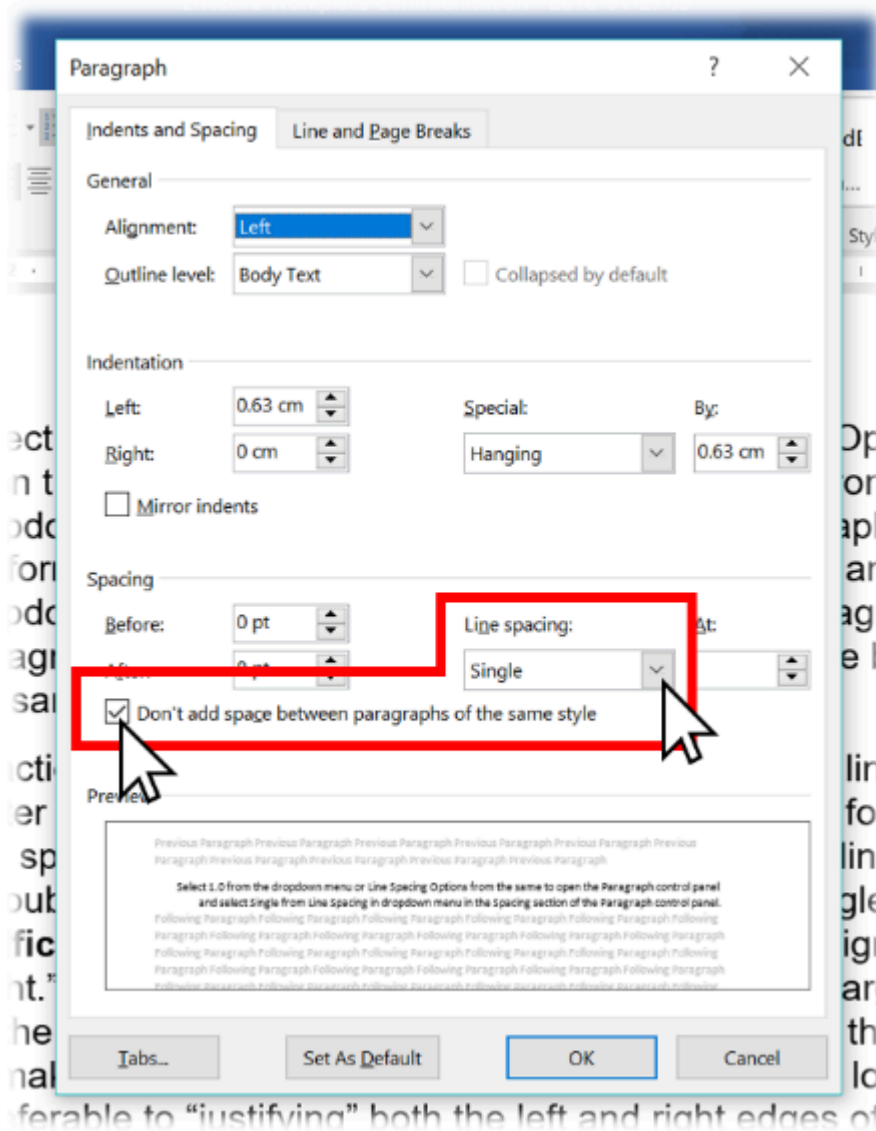 Paragraph ?
Indents and Spacing Line and Page Breaks
General
Alignment: Left
Outline level: Body Text Collapsed by default
Indentation
Left: 0.63 cm Special: By:
Right: 0 cm Hanging 0.63 cm
Mirror indents
Spacing
Before: 0 pt Line spacing: At:
Single
Don't add space between paragraphs of the same style
Preview
Previous Paragraph Previous Paragraph Previous Paragraph Previous Paragraph Previous Paragraph Previous
Paragraph Previous Paragraph Previous Paragraph Previous Paragraph Previous Paragraph
Select 1.0 from the dropdown menu or Line Spacing Options from the same to open the Paragraph control panel
and select Single from Line Spacing in dropdown menu in the Spacing section of the Paragraph control panel.
Following Paragraph Following Paragraph Following Paragraph Following Paragraph Following Paragraph Following
Paragraph Following Paragraph Following Paragraph Following Paragraph Following Paragraph Following Paragraph
Following Paragraph Following Paragraph Following Paragraph Following Paragraph Following Paragraph Following
Paragraph Following Paragraph Following Paragraph Following Paragraph Following Paragraph Following Paragraph
Following Paragraph Following Paragraph Following Paragraph Following Paragraph Following Paragraph Following
Tabs... Set As Default OK Cancel
to "justifying" both the left and right edges of